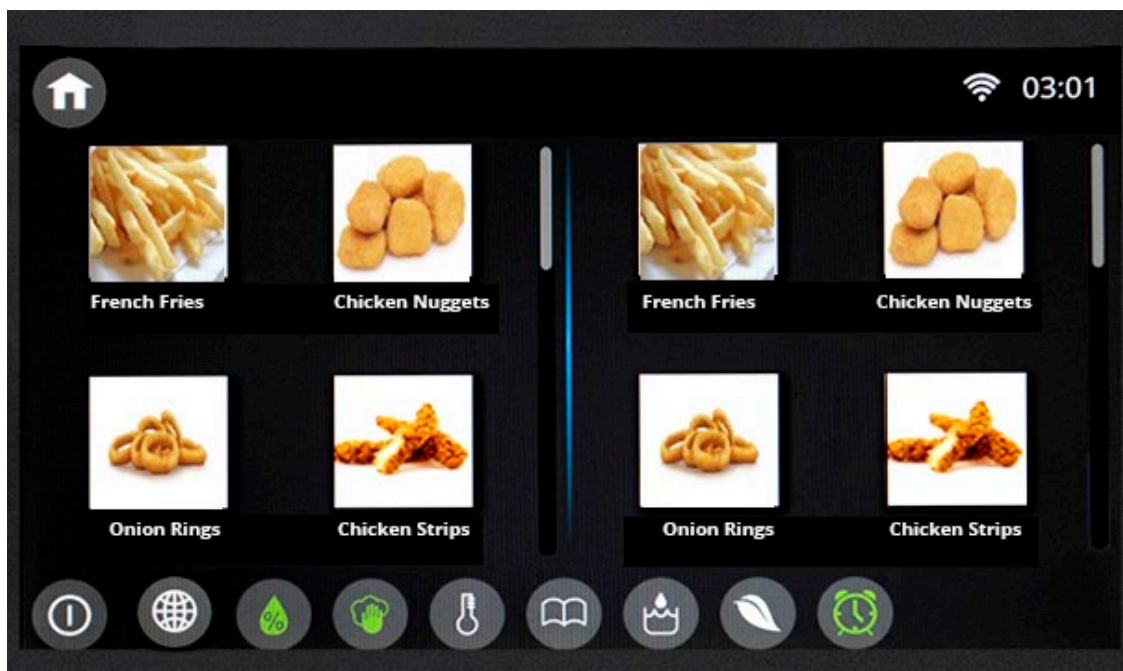 03:01
French Fries Chicken Nuggets French Fries Chicken Nuggets
Onion Rings Chicken Strips Onion Rings Chicken Strips
%